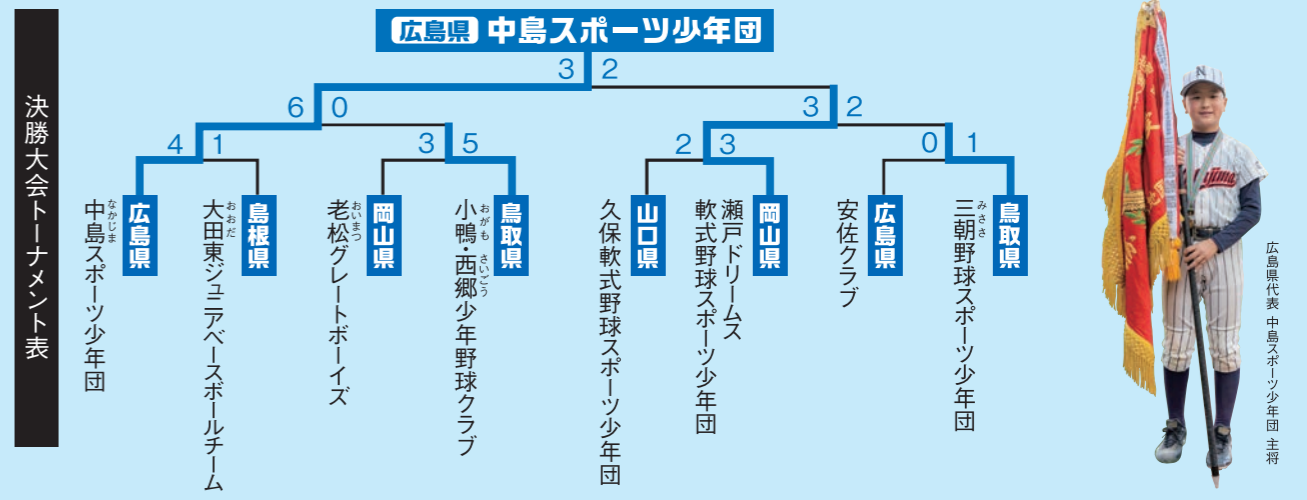 決勝大会トーナメント表
広島県 中島スポーツ少年団
3 2
6 0
3 2
4 1
3 5
2 3
0 1
広島県
中島スポーツ少年団
なかじま
島根県
大田東ジュニアベースボールチーム
おおだ
岡山県
老松グレートボーイズ
おいまつ
鳥取県
小鴨・西郷少年野球クラブ
おがも さいごう
山口県
久保軟式野球スポーツ少年団
岡山県
瀬戸ドリームス
軟式野球スポーツ少年団
広島県
安佐クラブ
鳥取県
三朝野球スポーツ少年団
みささ
N
広島県代表 中島スポーツ少年団 主将